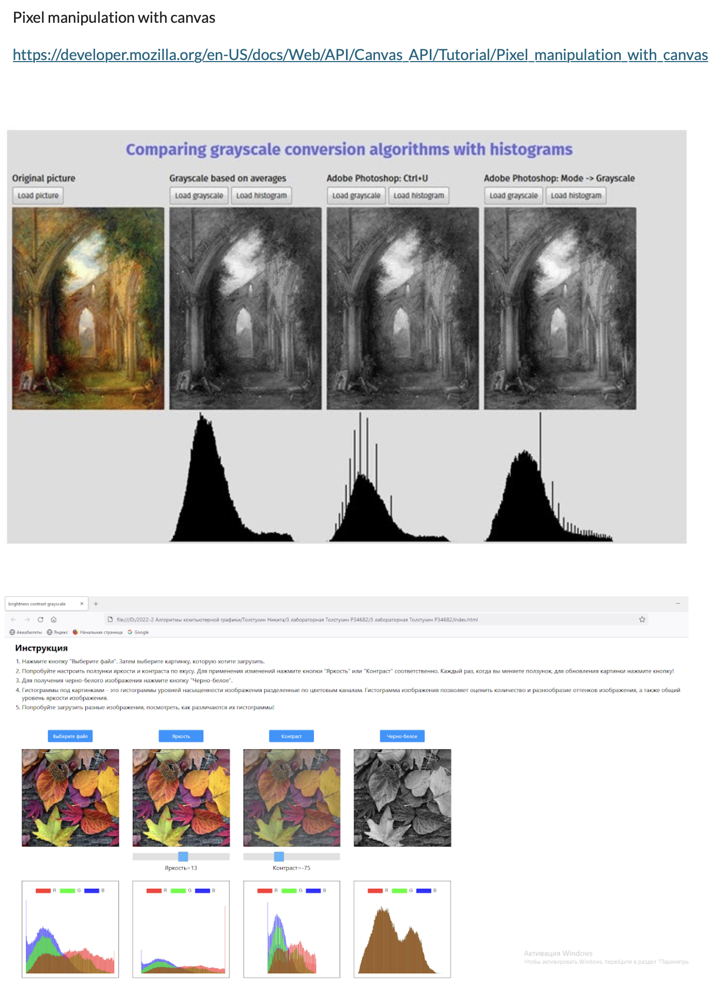 Pixel manipulation with canvas
https://developer.mozilla.org/en-US/docs/Web/API/Canvas_API/Tutorial/Pixel_manipulation_with_canvas
Comparing grayscale conversion algorithms with histograms
Original picture
Grayscale based on averages
Adobe Photoshop: Ctrl+U
Adobe Photoshop: Mode -> Grayscale
Load picture
Load grayscale
Load histogram
Load grayscale
Load histogram
Load grayscale
Load histogram
brightness contrast grayscale
file:///D:/2022-2 Алгоритмы компьютерной графики/Толстухин Никита/3 лабораторная Толстухин P34682/3 лабораторная Толстухин P34682/index.html
Авиабилеты Яндекс Начальная страница Google
Инструкция
1. Нажмите кнопку "Выберите файл". Затем выберите картинку, которую хотите загрузить.
2. Попробуйте настроить ползунки яркости и контраста по вкусу. Для применения изменений нажмите кнопки "Яркость" или "Контраст" соответственно. Каждый раз, когда вы меняете ползунок, для обновления картинки нажмите кнопку!
3. Для получения черно-белого изображения нажмите кнопку "Черно-белое".
4. Гистограммы под картинками - это гистограммы уровней насыщенности изображения разделенные по цветовым каналам. Гистограмма изображения позволяет оценить количество и разнообразие оттенков изображения, а также общий
уровень яркости изображения.
5. Попробуйте загрузить разные изображения, посмотреть, как различаются их гистограммы!
Выберите файл
Яркость
Контраст
Черно-белое
Яркость=13
Контраст=-75
R G B
R G B
R G B
R G B
Активация Windows
Чтобы активировать Windows, перейдите в раздел "Параметры